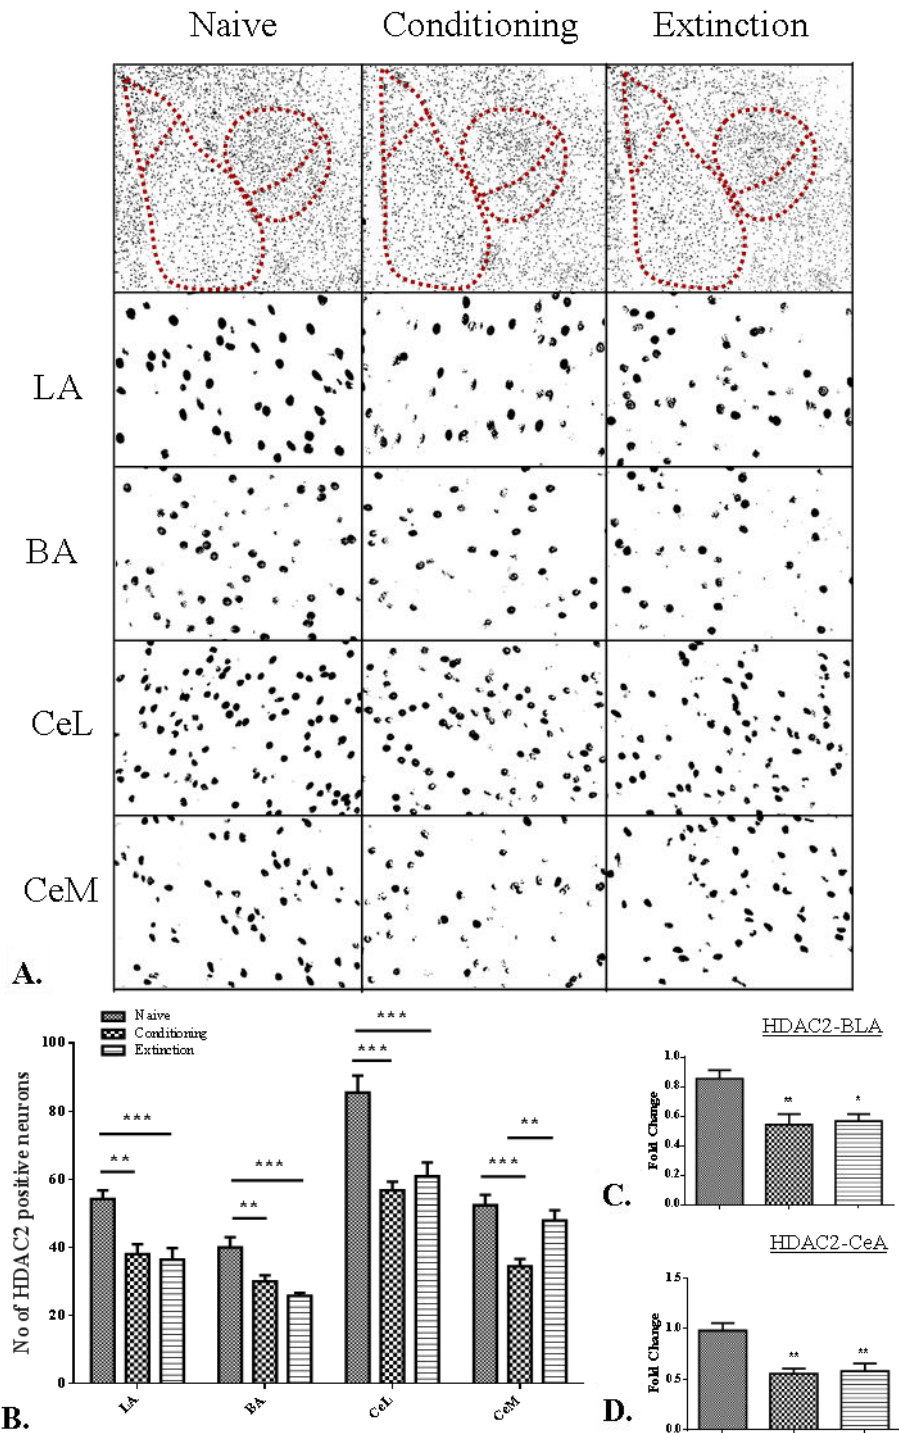 Naive Conditioning Extinction
LA
BA
CeL
CeM
A.
Naive
Conditioning
Extinction
No of HDAC2 positive neurons
100
80
60
40
20
0
***
**
***
**
***
***
**
***
LA BA CeL CeM
B.
HDAC2-BLA
Fold Change
1.0
0.8
0.6
0.4
0.2
0.0
** *
C.
HDAC2-CeA
Fold Change
1.5
1.0
0.5
0.0
** **
D.